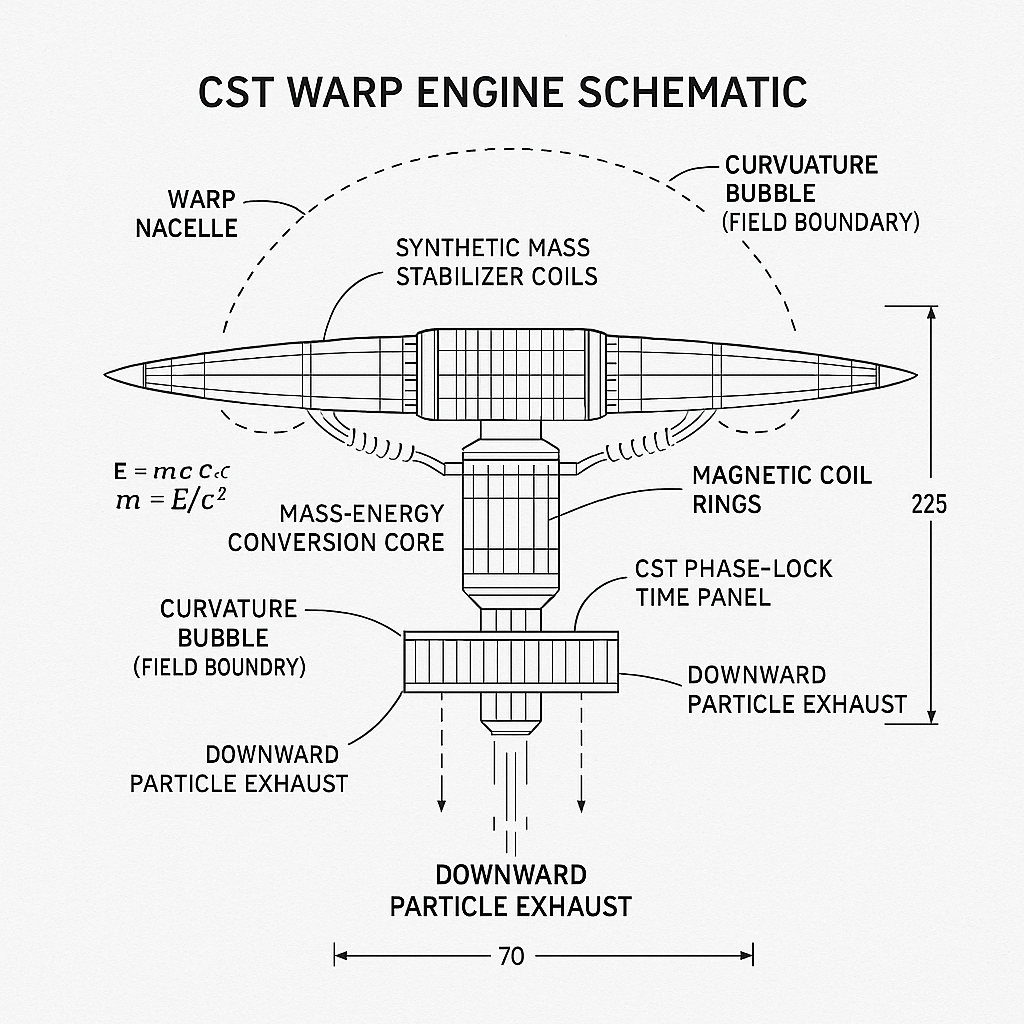 CST WARP ENGINE SCHEMATIC
WARP
NACELLE
CURVUATURE
BUBBLE
(FIELD BOUNDARY)
SYNTHETIC MASS
STABILIZER COILS
E = mc c.c
m = E/c²
MASS-ENERGY
CONVERSION CORE
MAGNETIC COIL
RINGS
225
CST PHASE-LOCK
TIME PANEL
CURVATURE
BUBBLE
(FIELD BOUNDRY)
DOWNWARD
PARTICLE EXHAUST
DOWNWARD
PARTICLE EXHAUST
DOWNWARD
PARTICLE EXHAUST
70